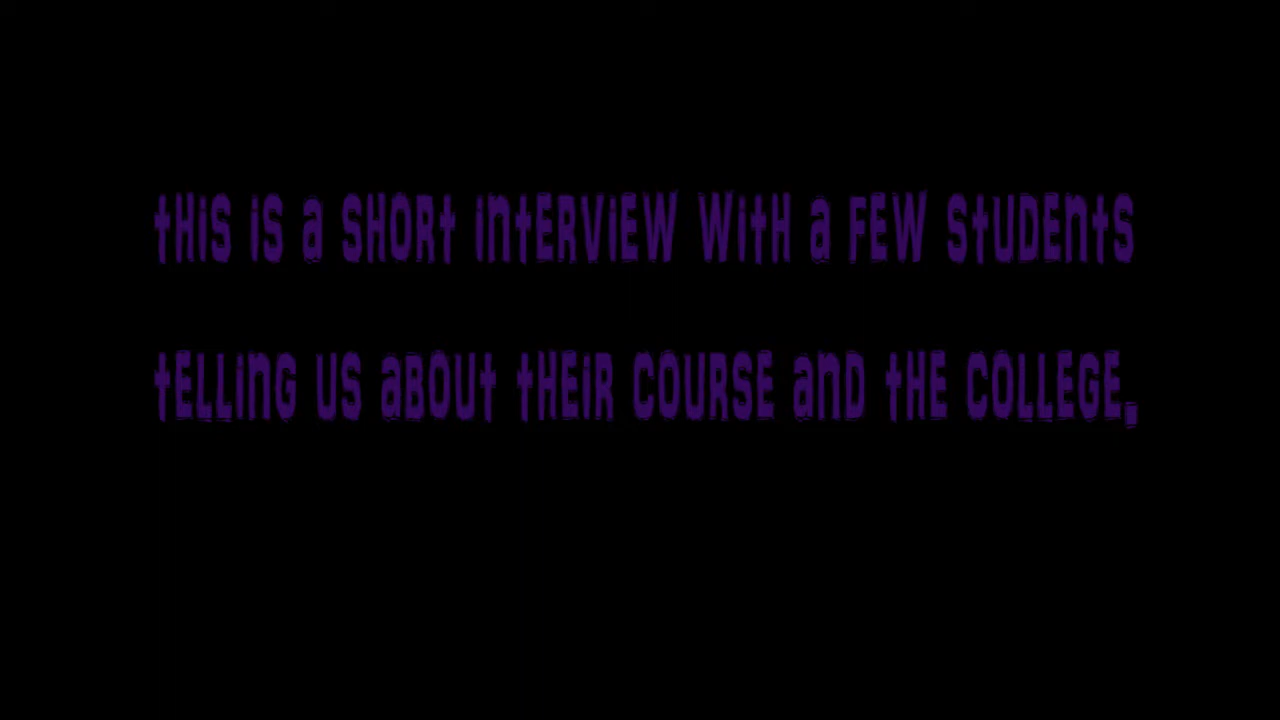 tHiS iS a SHORt intERViEW WitH a FEW StUDEntS
tELLinG US aBOUt tHEiR COURSE anD tHE COLLEGE.